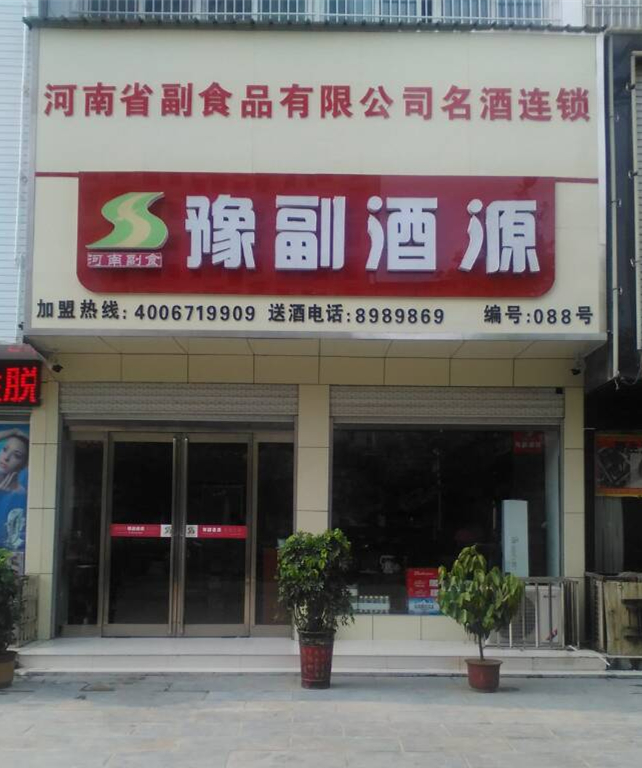 河南省副食品有限公司名酒连锁
豫副酒源
河南副食
加盟热线:4006719909 送酒电话:8989869 编号:088号
脱